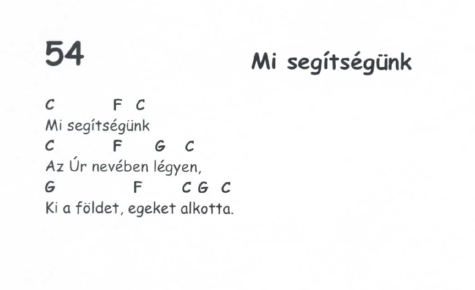 54 Mi segítségünk
C F C
Mi segítségünk
C F G C
Az Úr nevében légyen,
G F C G C
Ki a földet, egeket alkotta.